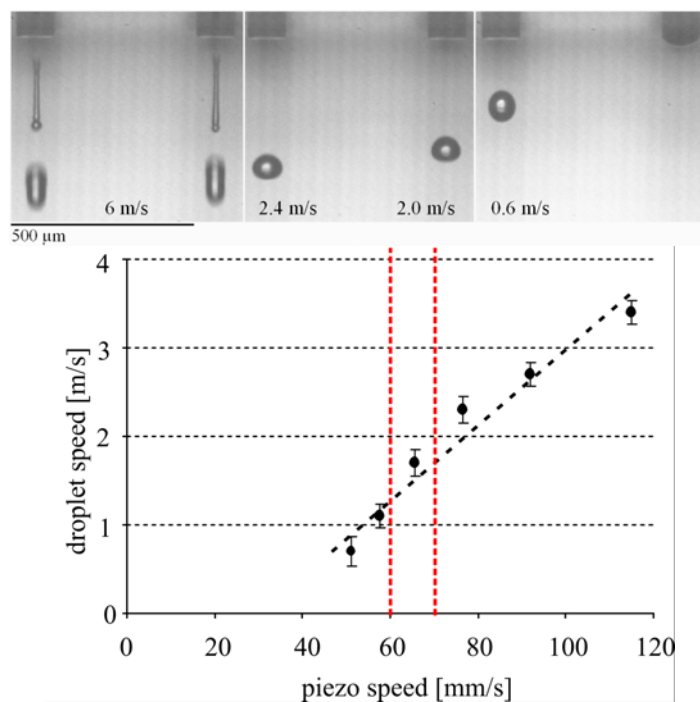 6 m/s
2.4 m/s
2.0 m/s
0.6 m/s
500 µm
4
3
2
1
0
droplet speed [m/s]
0 20 40 60 80 100 120
piezo speed [mm/s]